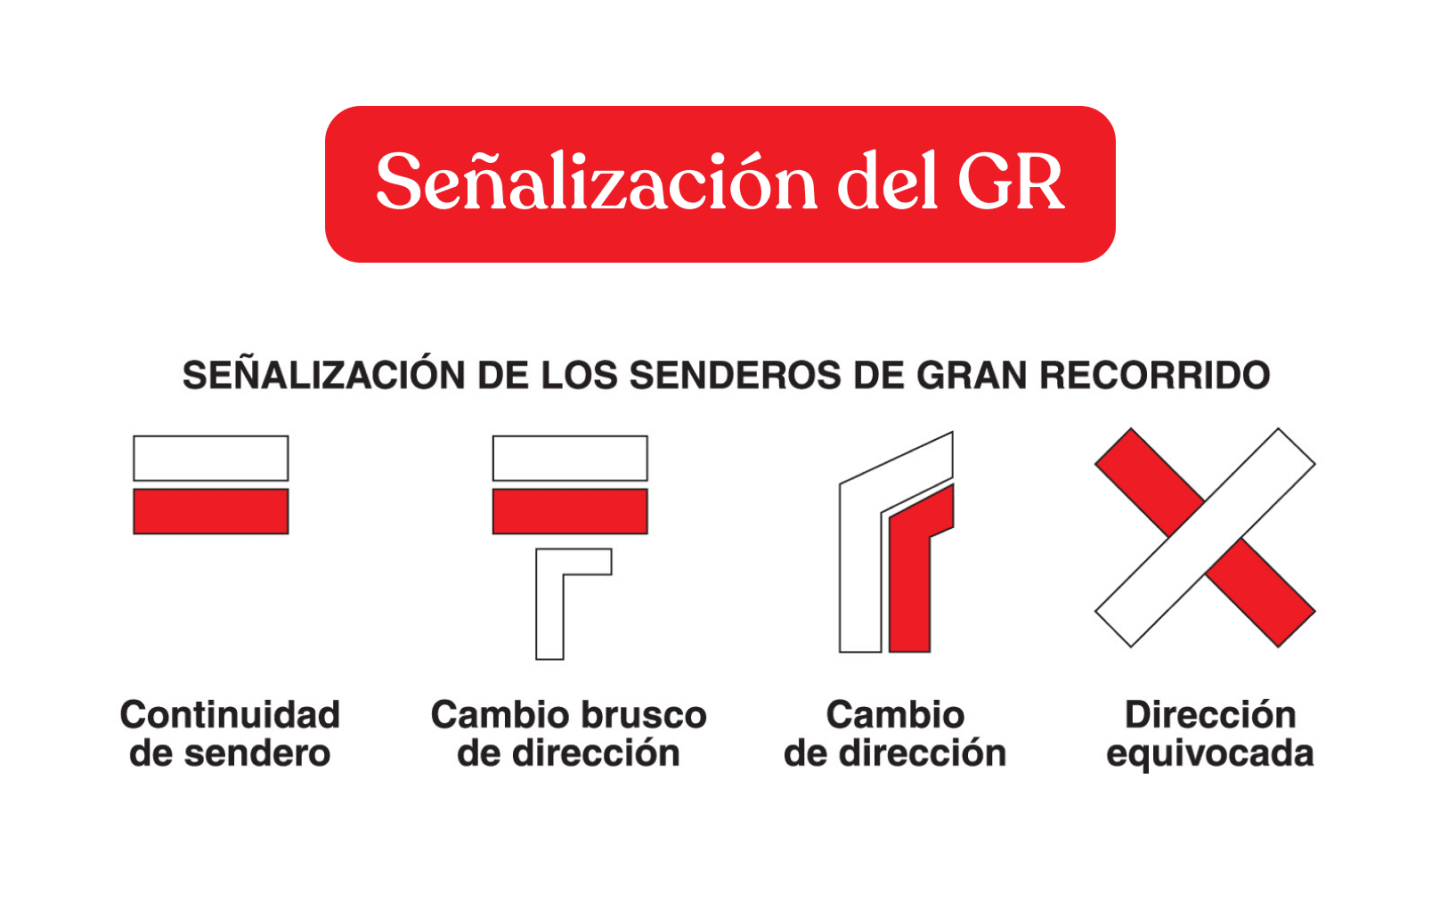 Señalización del GR
SEÑALIZACIÓN DE LOS SENDEROS DE GRAN RECORRIDO
Continuidad
de sendero
Cambio brusco
de dirección
Cambio
de dirección
Dirección
equivocada